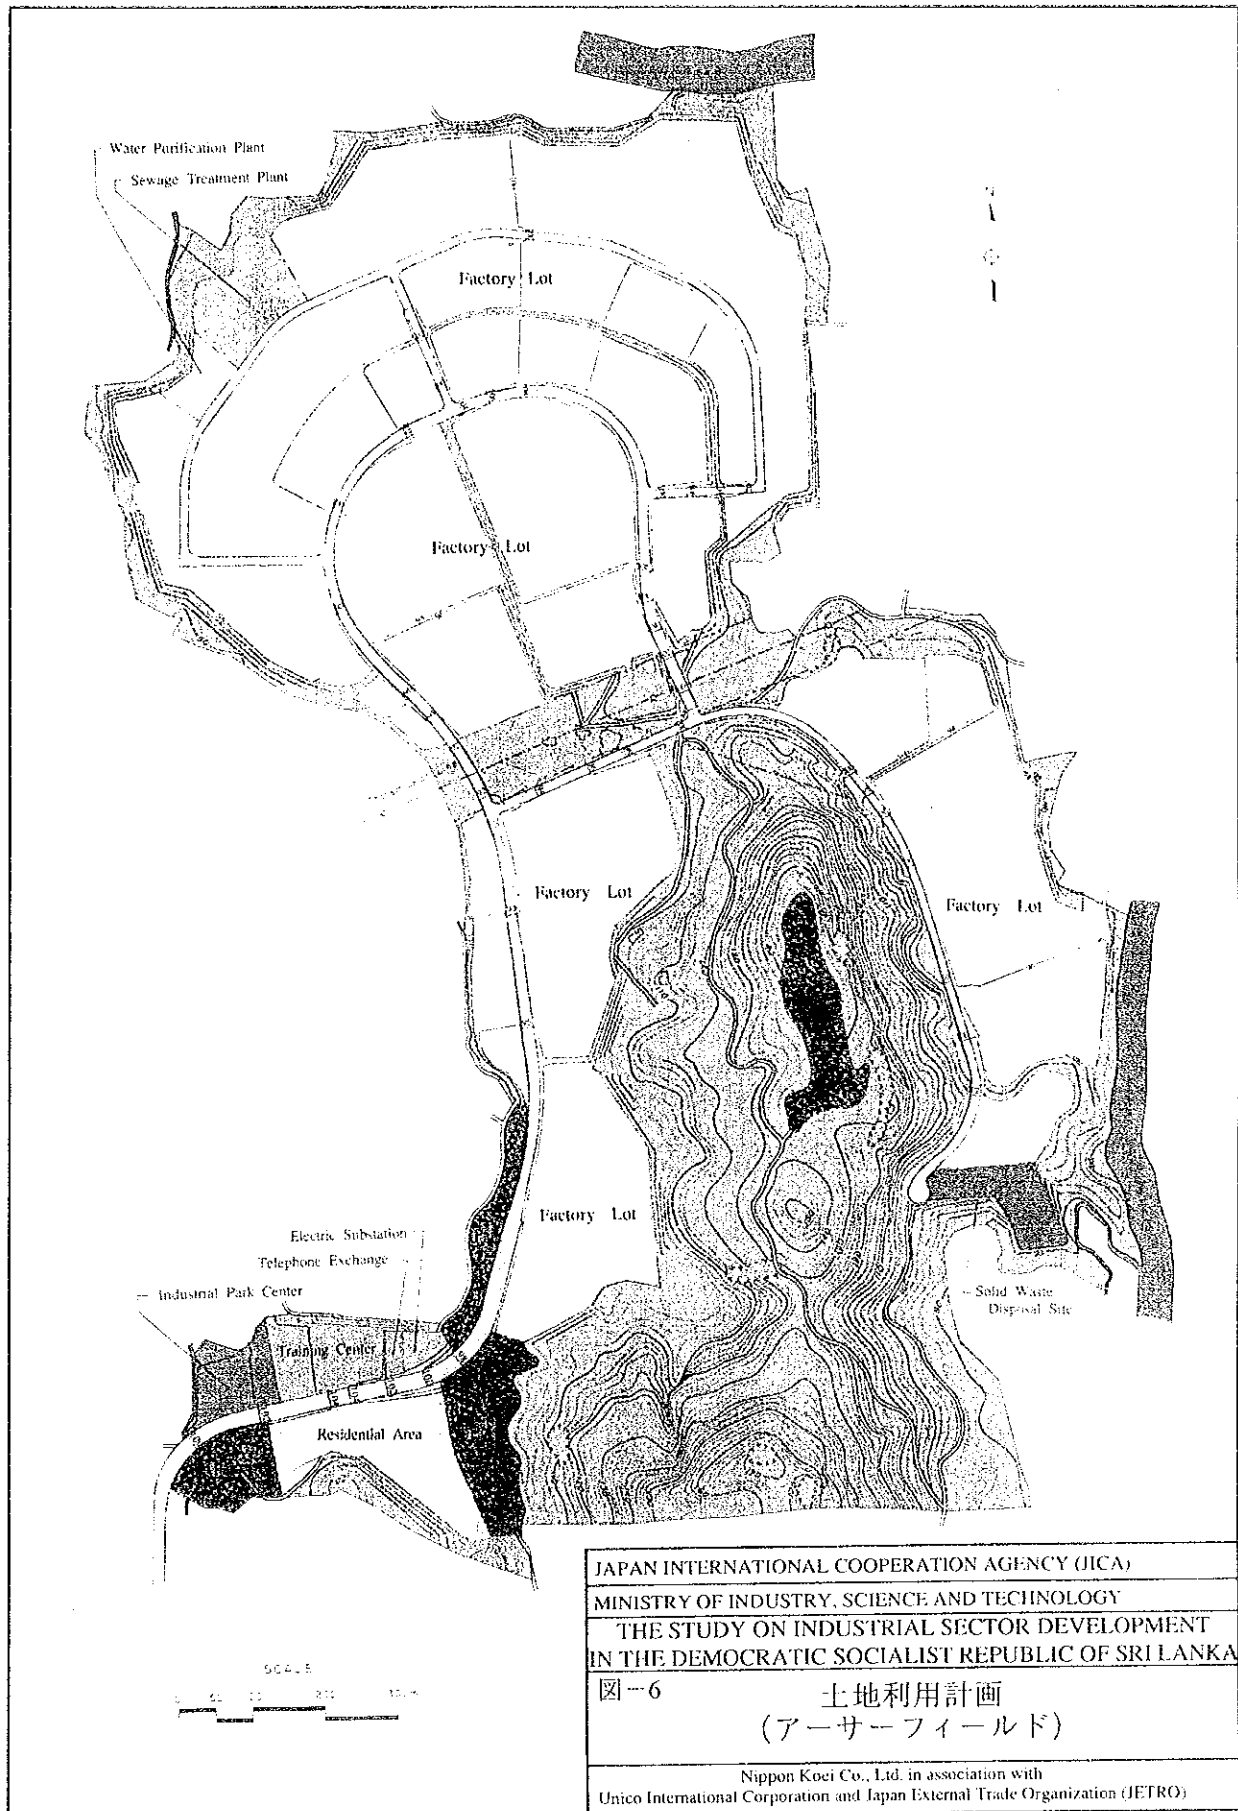 Water Purification Plant
Sewage Treatment Plant
N
Factory Lot
Factory Lot
Factory Lot
Factory Lot
Factory Lot
Electric Substation
Telephone Exchange
Industrial Park Center
Training Center
Residential Area
Solid Waste
Disposal Site
SCALE
JAPAN INTERNATIONAL COOPERATION AGENCY (JICA)
MINISTRY OF INDUSTRY, SCIENCE AND TECHNOLOGY
THE STUDY ON INDUSTRIAL SECTOR DEVELOPMENT
IN THE DEMOCRATIC SOCIALIST REPUBLIC OF SRI LANKA
図-6 土地利用計画
(アーサーフィールド)
Nippon Koei Co., Ltd. in association with
Unico International Corporation and Japan External Trade Organization (JETRO)